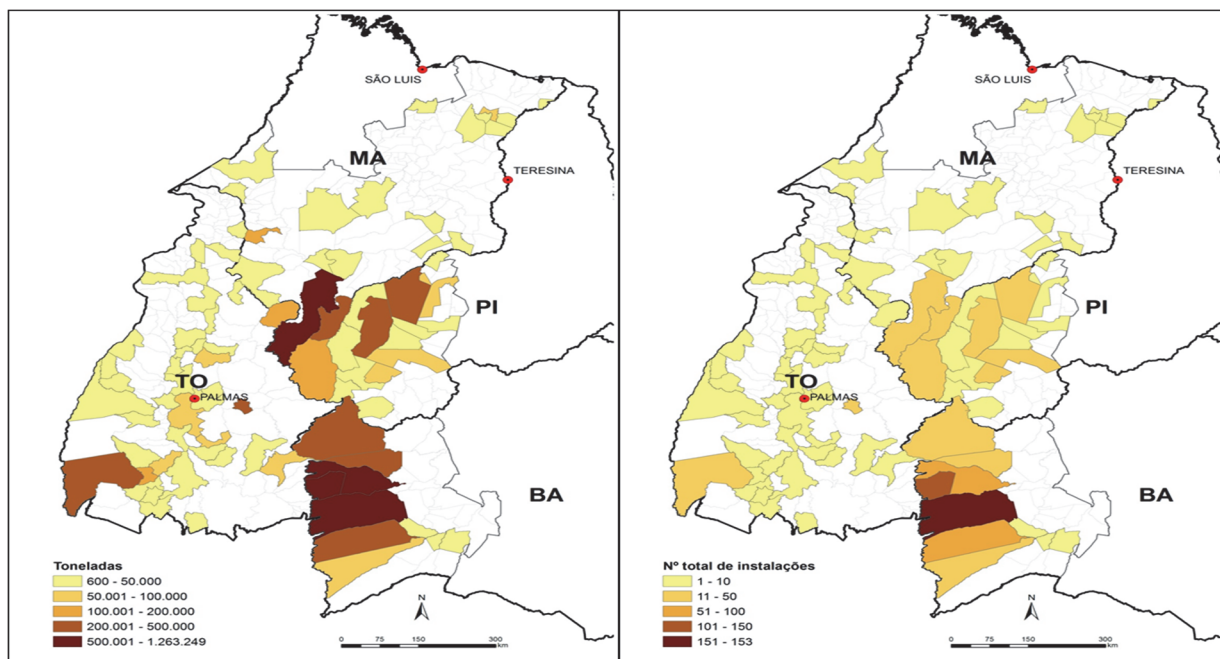 SÃO LUIS
MA
TERESINA
PI
TO
PALMAS
BA
Toneladas
600 - 50.000
50.001 - 100.000
100.001 - 200.000
200.001 - 500.000
500.001 - 1.263.249
N
0 75 150 300
km
SÃO LUIS
MA
TERESINA
PI
TO
PALMAS
BA
Nº total de instalações
1 - 10
11 - 50
51 - 100
101 - 150
151 - 153
N
0 75 150 300
km